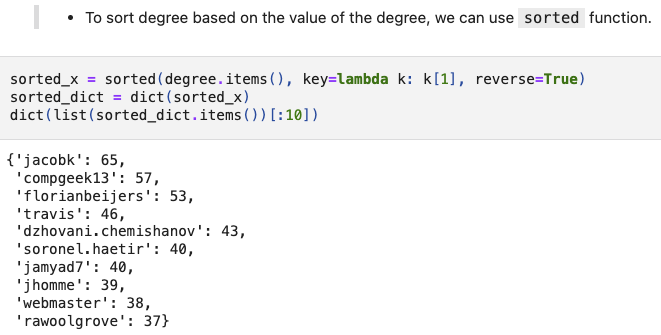 • To sort degree based on the value of the degree, we can use sorted function.
sorted_x = sorted(degree.items(), key=lambda k: k[1], reverse=True)
sorted_dict = dict(sorted_x)
dict(list(sorted_dict.items())[:10])
{'jacobk': 65,
 'compgeek13': 57,
 'florianbeijers': 53,
 'travis': 46,
 'dzhovani.chemishanov': 43,
 'soronel.haetir': 40,
 'jamyad7': 40,
 'jhomme': 39,
 'webmaster': 38,
 'rawoolgrove': 37}